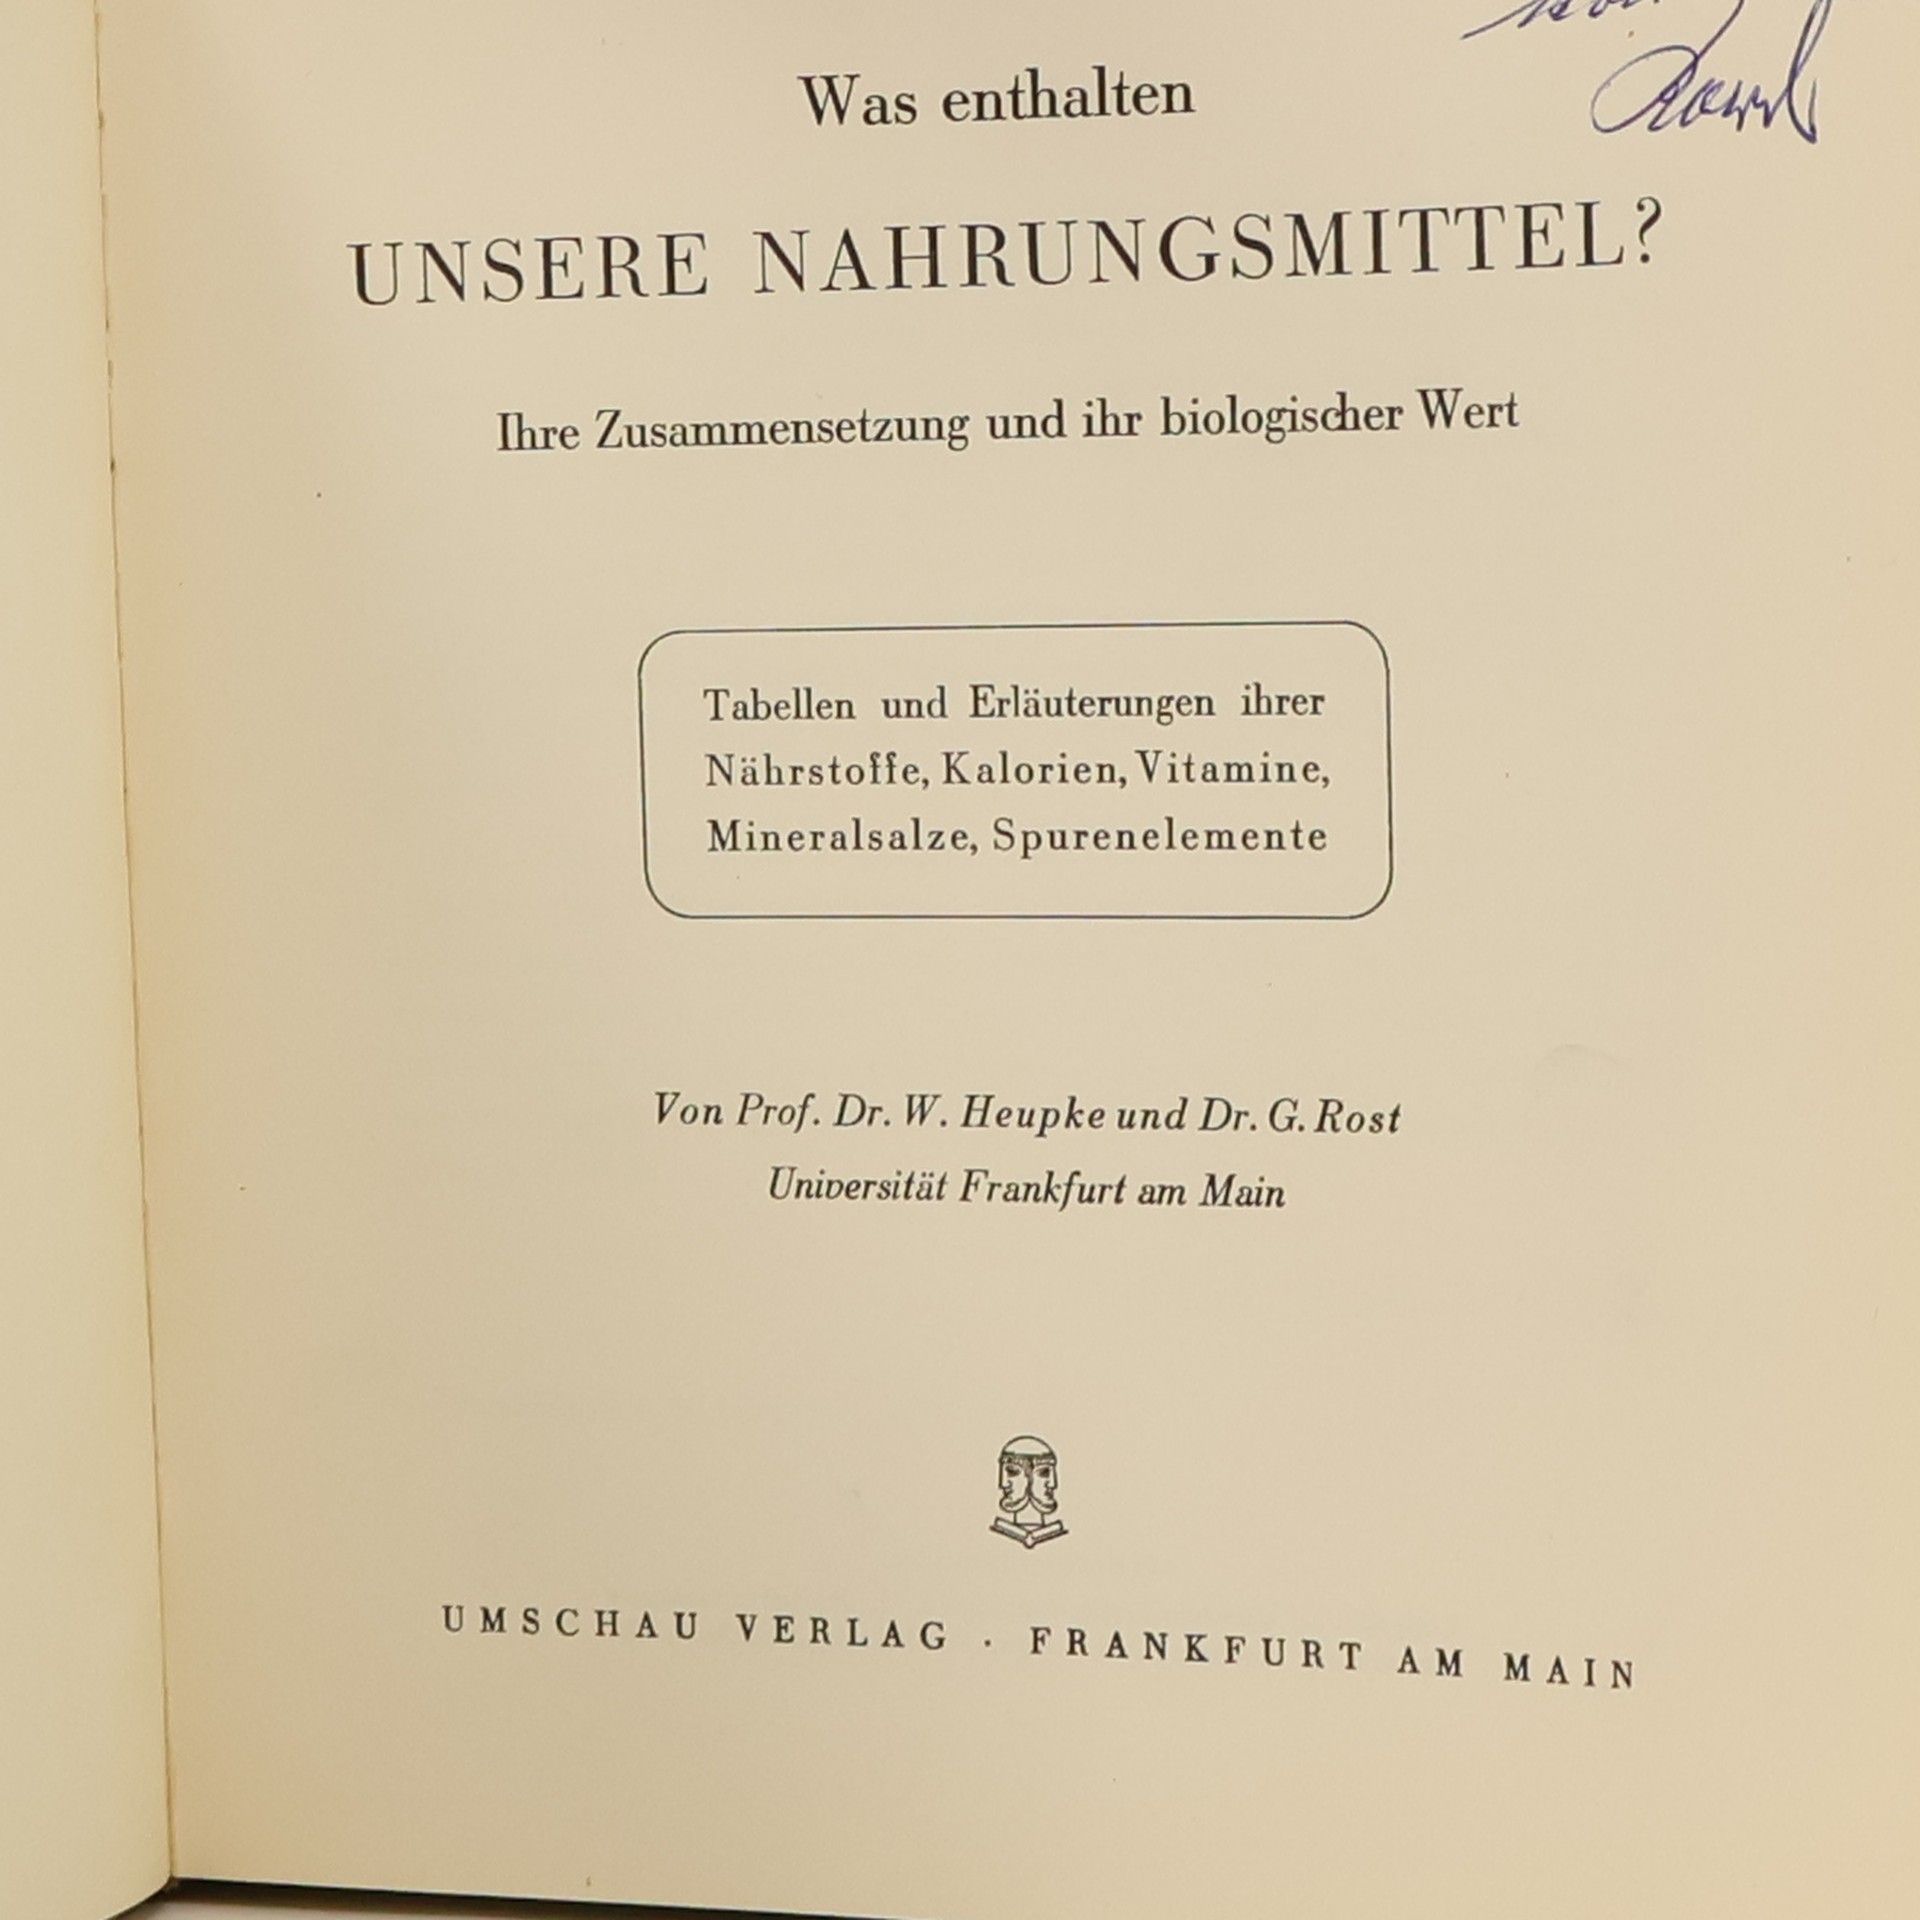 Was enthalten
UNSERE NAHRUNGSMITTEL?
Ihre Zusammensetzung und ihr biologischer Wert
Tabellen und Erläuterungen ihrer
Nährstoffe, Kalorien, Vitamine,
Mineralsalze, Spurenelemente
Von Prof. Dr. W. Heupke und Dr. G. Rost
Universität Frankfurt am Main
UMSCHAU VERLAG · FRANKFURT AM MAIN